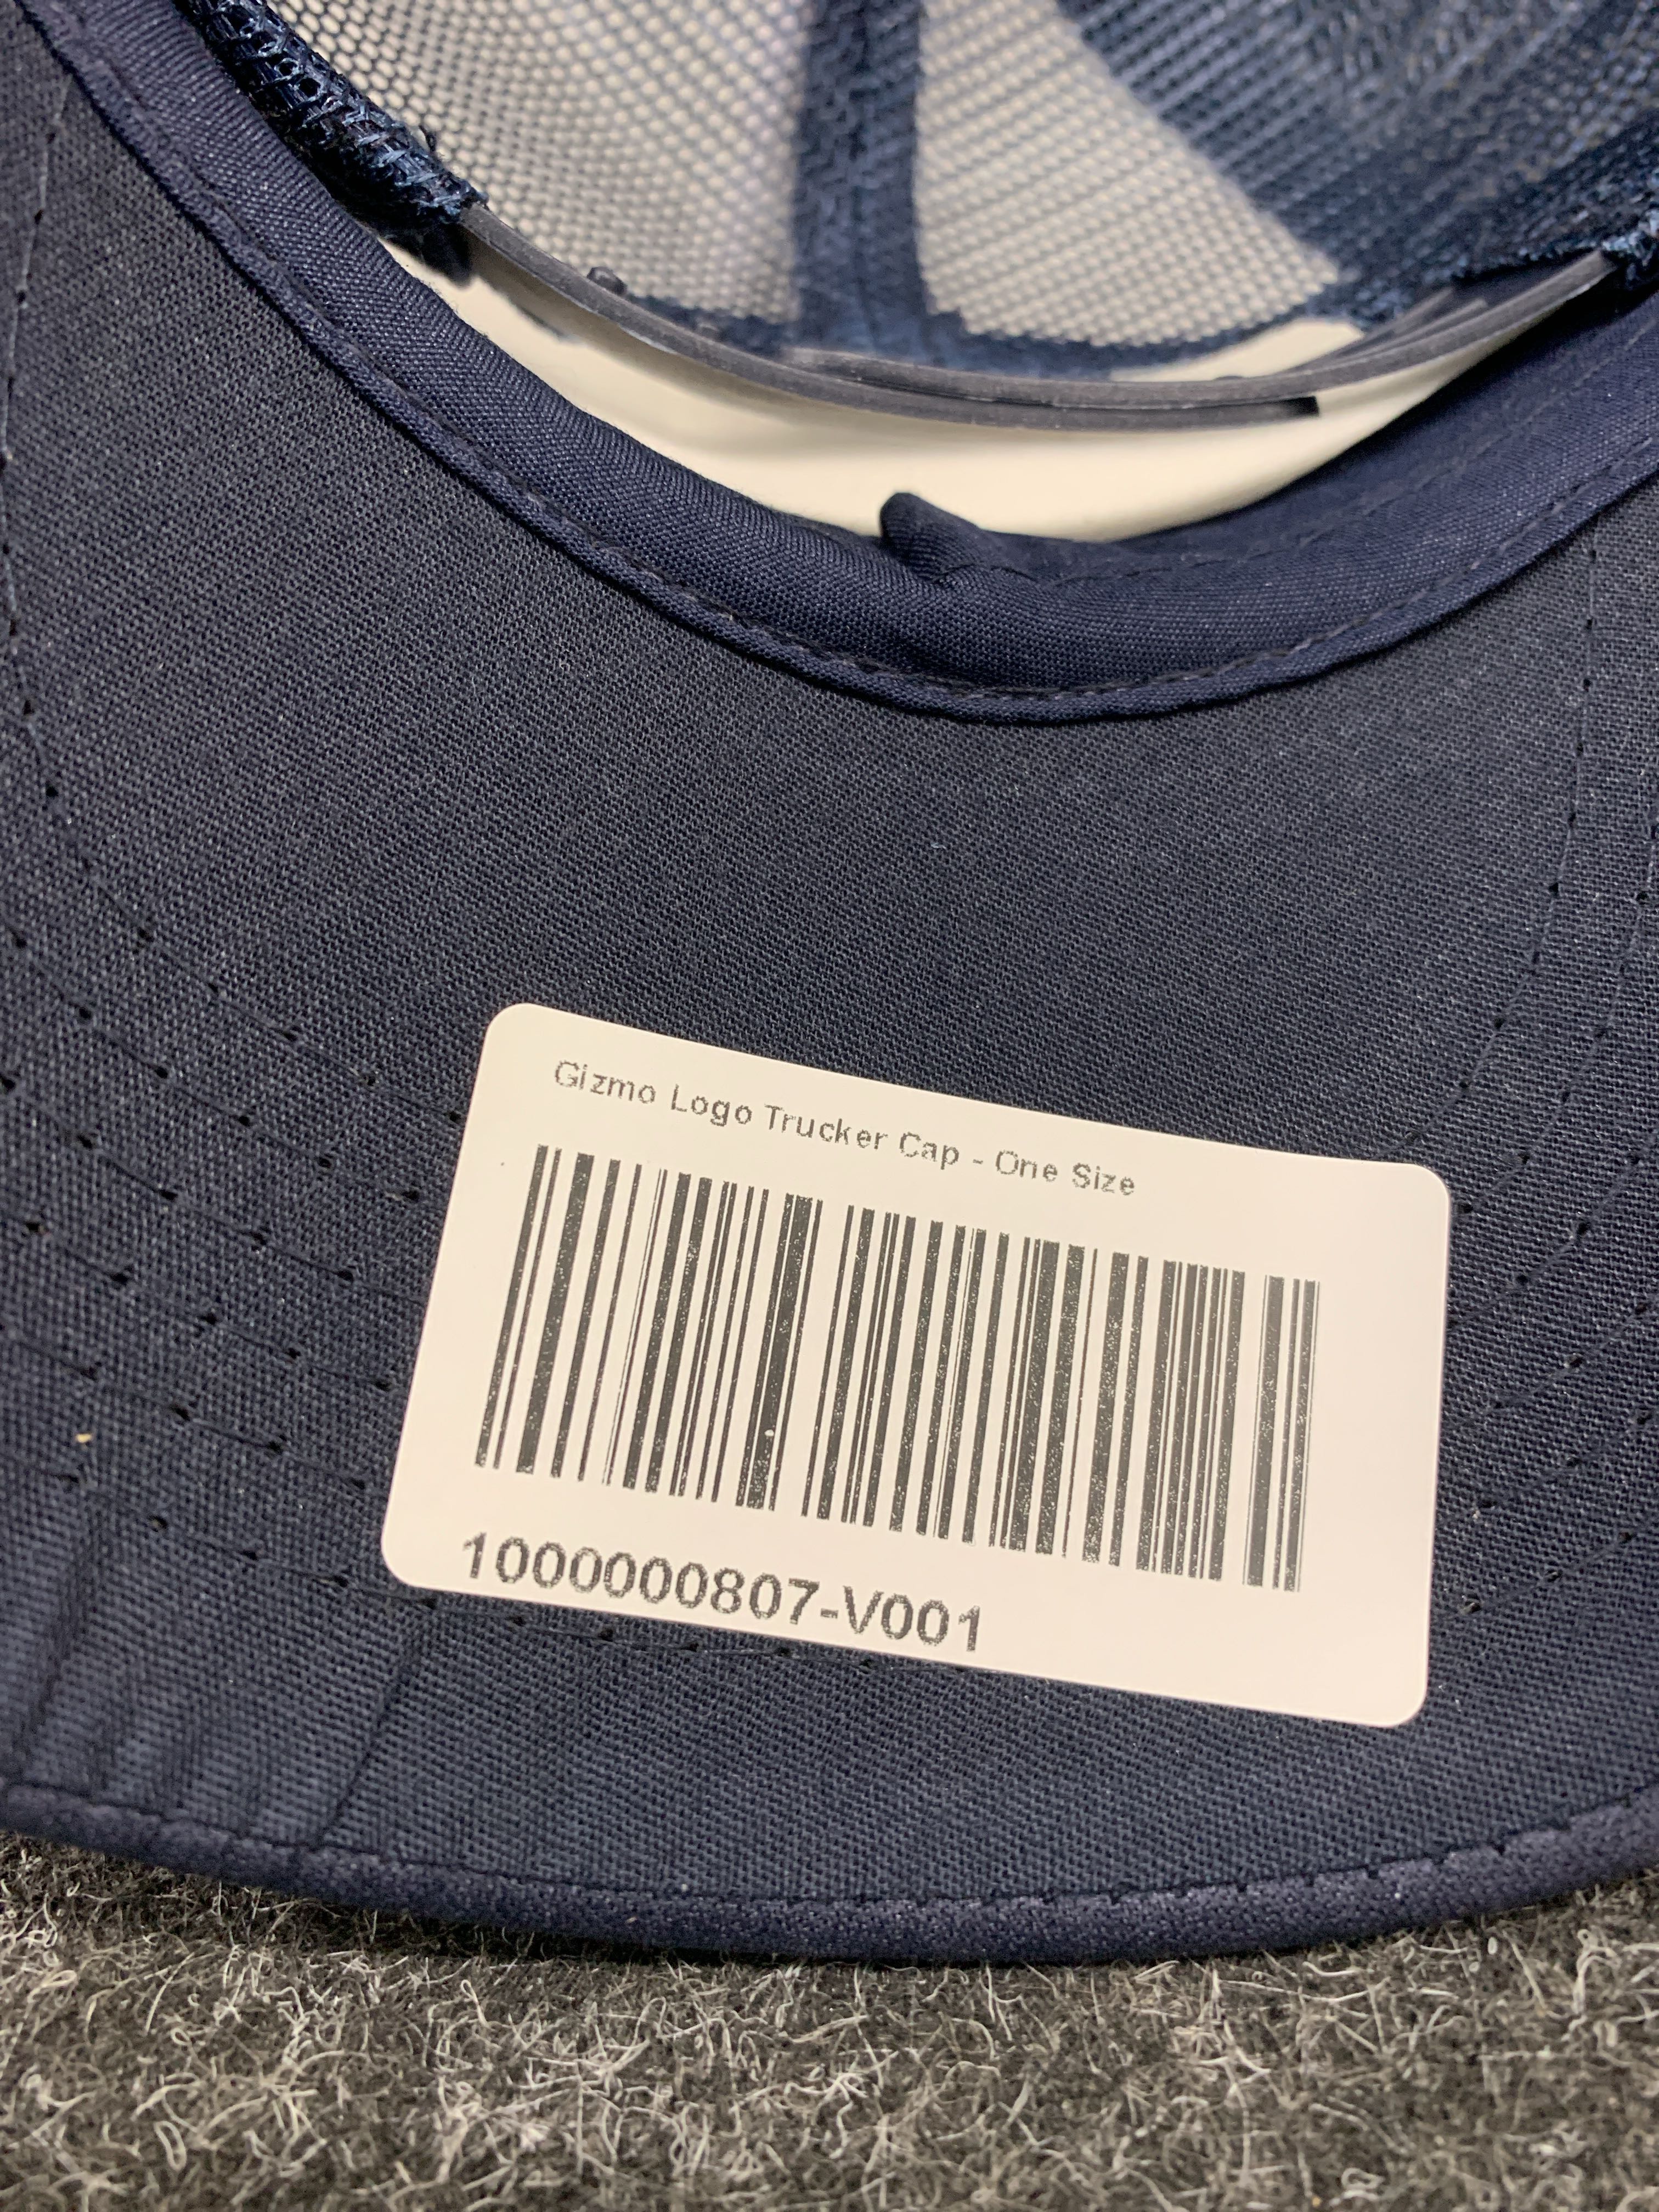 Gizmo Logo Trucker Cap - One Size
1000000807-V001